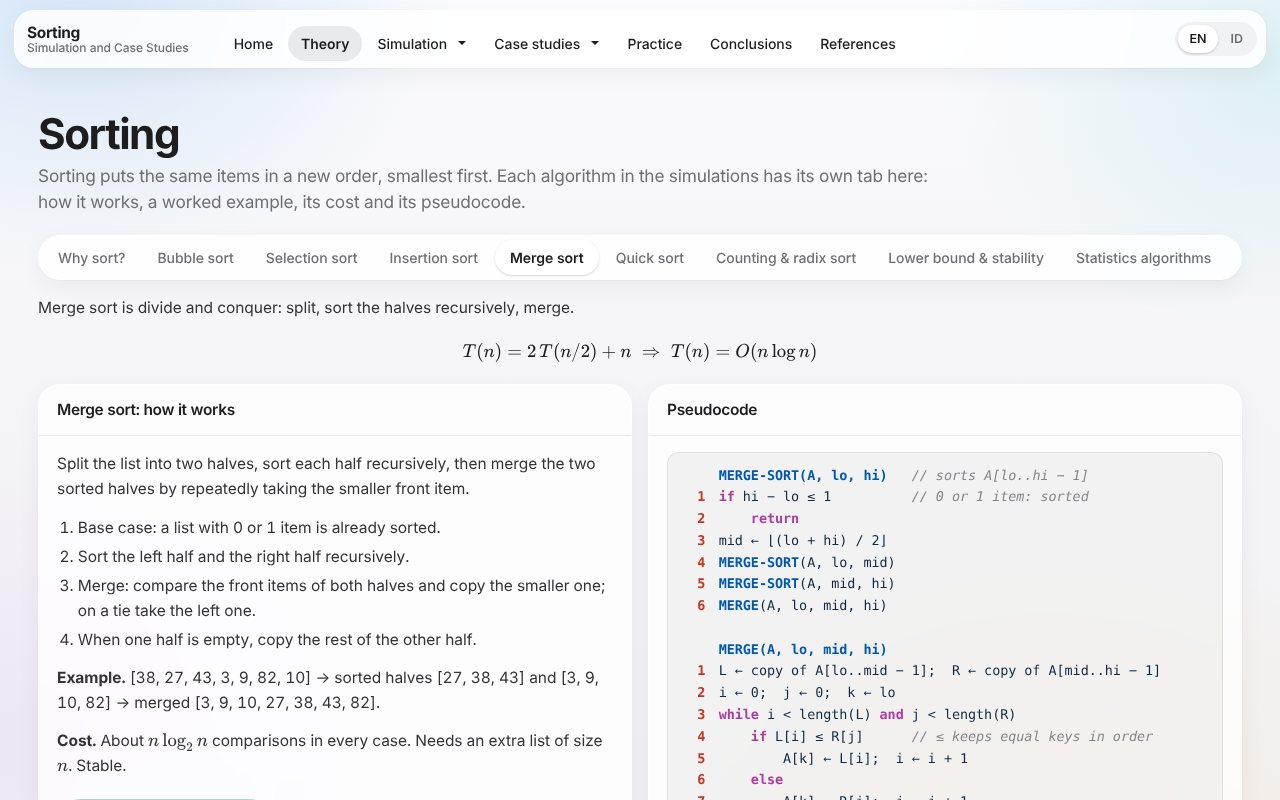 Sorting
Simulation and Case Studies
Home Theory Simulation Case studies Practice Conclusions References
EN ID
Sorting
Sorting puts the same items in a new order, smallest first. Each algorithm in the simulations has its own tab here:
how it works, a worked example, its cost and its pseudocode.
Why sort? Bubble sort Selection sort Insertion sort Merge sort Quick sort Counting & radix sort Lower bound & stability Statistics algorithms
Merge sort is divide and conquer: split, sort the halves recursively, merge.
T(n) = 2 T(n/2) + n ⇒ T(n) = O(n log n)
Merge sort: how it works
Split the list into two halves, sort each half recursively, then merge the two
sorted halves by repeatedly taking the smaller front item.
1. Base case: a list with 0 or 1 item is already sorted.
2. Sort the left half and the right half recursively.
3. Merge: compare the front items of both halves and copy the smaller one;
on a tie take the left one.
4. When one half is empty, copy the rest of the other half.
Example. [38, 27, 43, 3, 9, 82, 10] → sorted halves [27, 38, 43] and [3, 9,
10, 82] → merged [3, 9, 10, 27, 38, 43, 82].
Cost. About n log₂ n comparisons in every case. Needs an extra list of size
n. Stable.
Pseudocode
MERGE-SORT(A, lo, hi) // sorts A[lo..hi − 1]
1 if hi − lo ≤ 1 // 0 or 1 item: sorted
2 return
3 mid ← ⌊(lo + hi) / 2⌋
4 MERGE-SORT(A, lo, mid)
5 MERGE-SORT(A, mid, hi)
6 MERGE(A, lo, mid, hi)
MERGE(A, lo, mid, hi)
1 L ← copy of A[lo..mid − 1]; R ← copy of A[mid..hi − 1]
2 i ← 0; j ← 0; k ← lo
3 while i < length(L) and j < length(R)
4 if L[i] ≤ R[j] // ≤ keeps equal keys in order
5 A[k] ← L[i]; i ← i + 1
6 else
7 A[k] ← R[j]; j ← j + 1